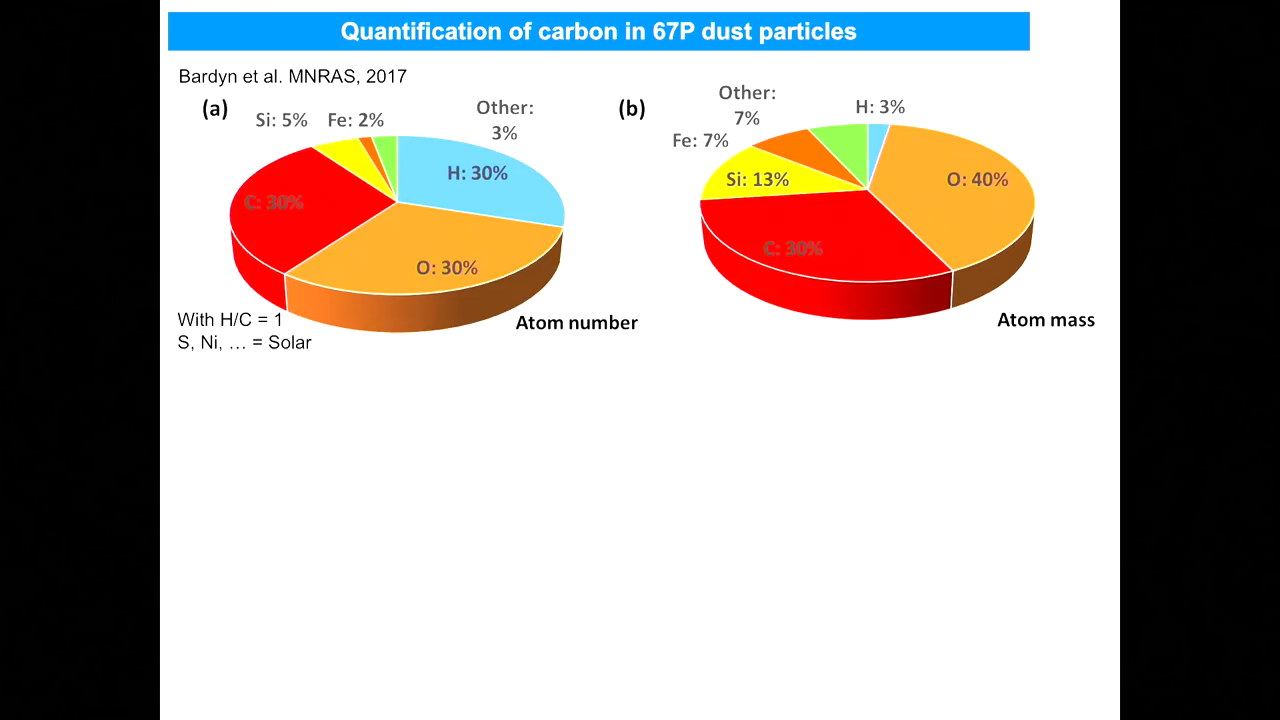 Quantification of carbon in 67P dust particles
Bardyn et al. MNRAS, 2017
(a)
Si: 5%
Fe: 2%
Other:
3%
H: 30%
C: 30%
O: 30%
With H/C = 1
S, Ni, … = Solar
Atom number
(b)
Other:
7%
H: 3%
Fe: 7%
Si: 13%
O: 40%
C: 30%
Atom mass